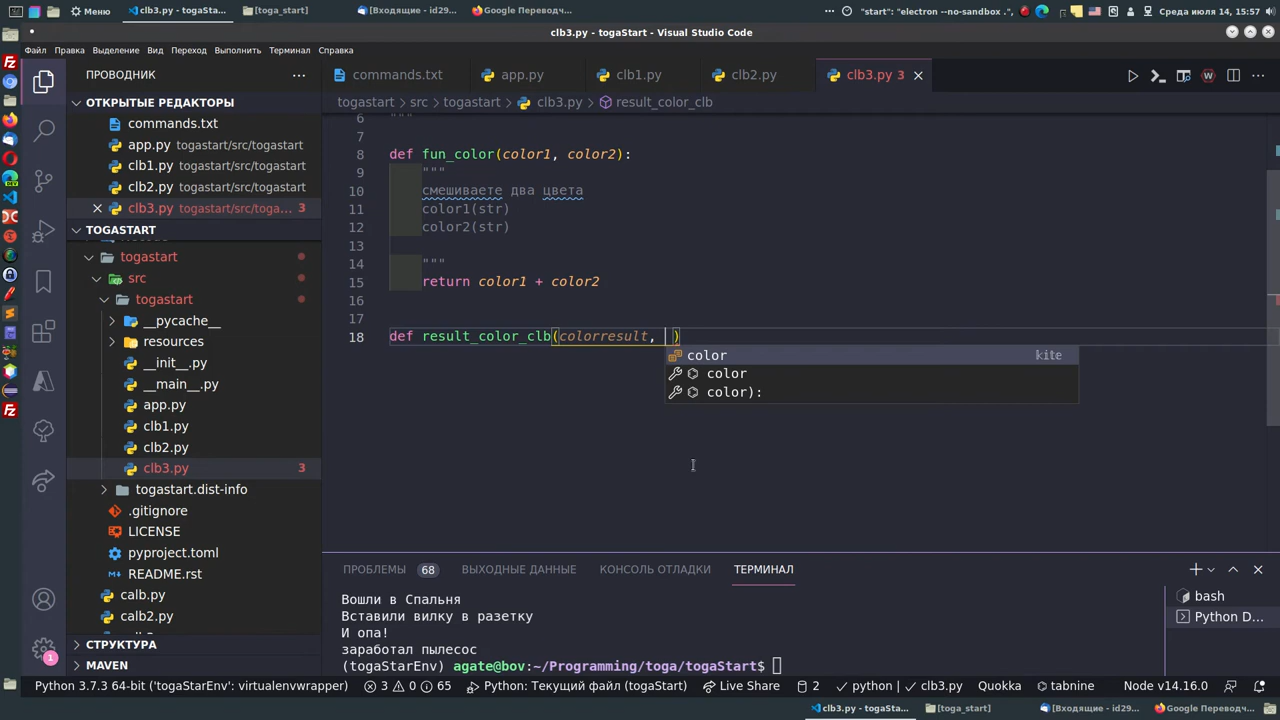 Меню
clb3.py - togaSta...
[toga_start]
[Входящие - id29...
Google Переводч...
"start": "electron --no-sandbox .",
Среда июля 14, 15:57
clb3.py - togaStart - Visual Studio Code
Файл Правка Выделение Вид Переход Выполнить Терминал Справка
ПРОВОДНИК
commands.txt app.py clb1.py clb2.py clb3.py 3
ОТКРЫТЫЕ РЕДАКТОРЫ
commands.txt
app.py togastart/src/togastart
clb1.py togastart/src/togastart
clb2.py togastart/src/togastart
clb3.py togastart/src/toga... 3
TOGASTART
togastart
src
togastart
__pycache__
resources
__init__.py
__main__.py
app.py
clb1.py
clb2.py
clb3.py 3
togastart.dist-info
.gitignore
LICENSE
pyproject.toml
README.rst
calb.py
calb2.py
СТРУКТУРА
MAVEN
1
togastart > src > togastart > clb3.py > result_color_clb
6 """
7
8 def fun_color(color1, color2):
9 """
10 смешиваете два цвета
11 color1(str)
12 color2(str)
13
14 """
15 return color1 + color2
16
17
18 def result_color_clb(colorresult, )
color kite
color
color):
ПРОБЛЕМЫ 68 ВЫХОДНЫЕ ДАННЫЕ КОНСОЛЬ ОТЛАДКИ ТЕРМИНАЛ
Вошли в Спальня
Вставили вилку в разетку
И опа!
заработал пылесос
(togaStarEnv) agate@bov:~/Programming/toga/togaStart$
bash
Python D...
Python 3.7.3 64-bit ('togaStarEnv': virtualenvwrapper) 3 0 65 Python: Текущий файл (togaStart) Live Share 2 python | ✓ clb3.py Quokka tabnine Node v14.16.0
clb3.py - togaSta...
[toga_start]
[Входящие - id29...
Google Переводч...